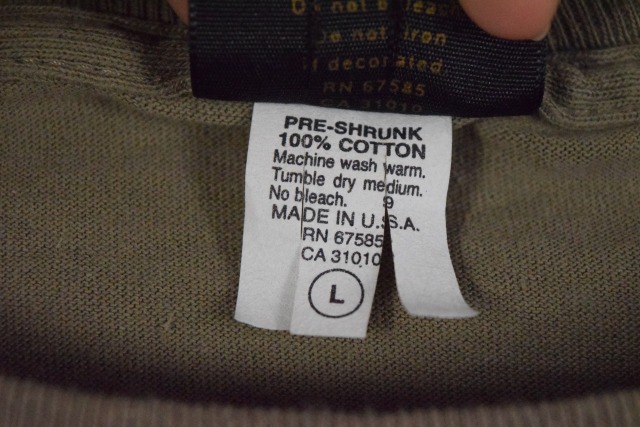 Do not bleach
Do not iron
if decorated
RN 67585
CA 31010
PRE-SHRUNK
100% COTTON
Machine wash warm.
Tumble dry medium.
No bleach. 9
MADE IN U.S.A.
RN 67585
CA 31010
L